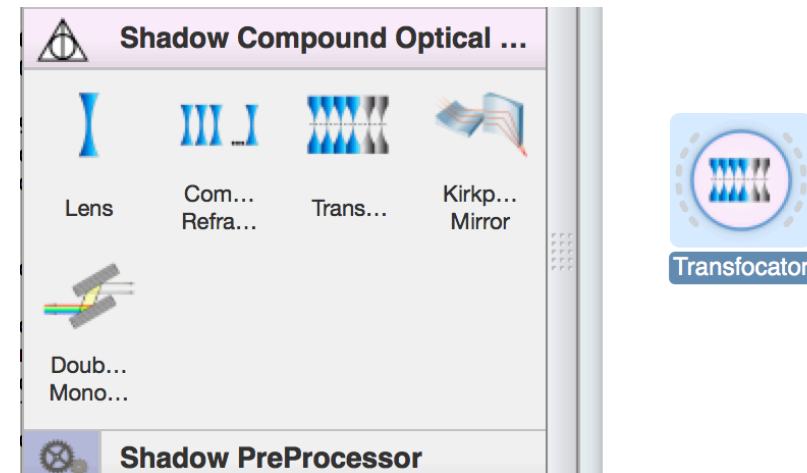 Shadow Compound Optical ...
Lens
Com...
Refra...
Trans...
Kirkp...
Mirror
Transfocator
Doub...
Mono...
Shadow PreProcessor